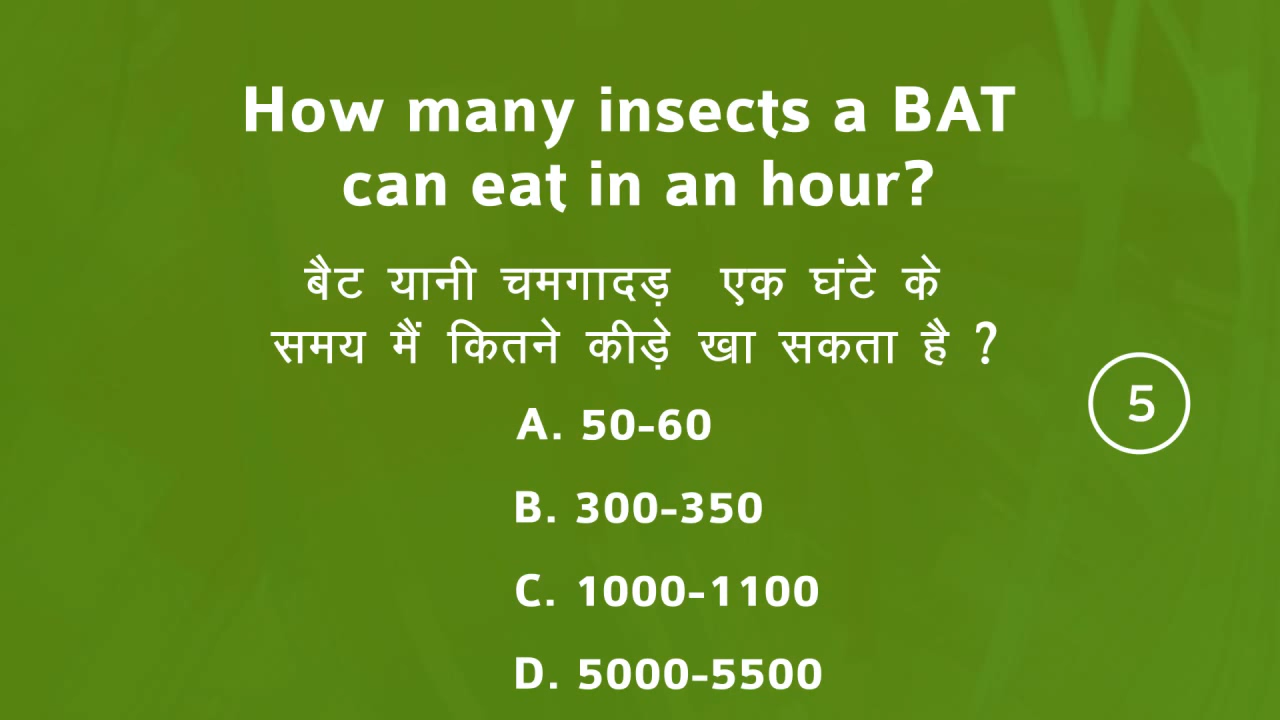 How many insects a BAT
can eat in an hour?
बैट यानी चमगादड़ एक घंटे के
समय मैं कितने कीड़े खा सकता है ?
A. 50-60
5
B. 300-350
C. 1000-1100
D. 5000-5500